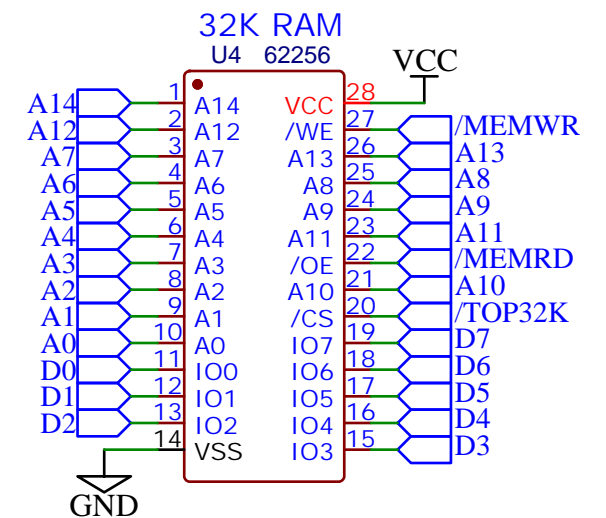 32K RAM
U4 62256
VCC
A14 1 A14 VCC 28
A12 2 A12 /WE 27 /MEMWR
A7 3 A7 A13 26 A13
A6 4 A6 A8 25 A8
A5 5 A5 A9 24 A9
A4 6 A4 A11 23 A11
A3 7 A3 /OE 22 /MEMRD
A2 8 A2 A10 21 A10
A1 9 A1 /CS 20 /TOP32K
A0 10 A0 IO7 19 D7
D0 11 IO0 IO6 18 D6
D1 12 IO1 IO5 17 D5
D2 13 IO2 IO4 16 D4
14 VSS IO3 15 D3
GND